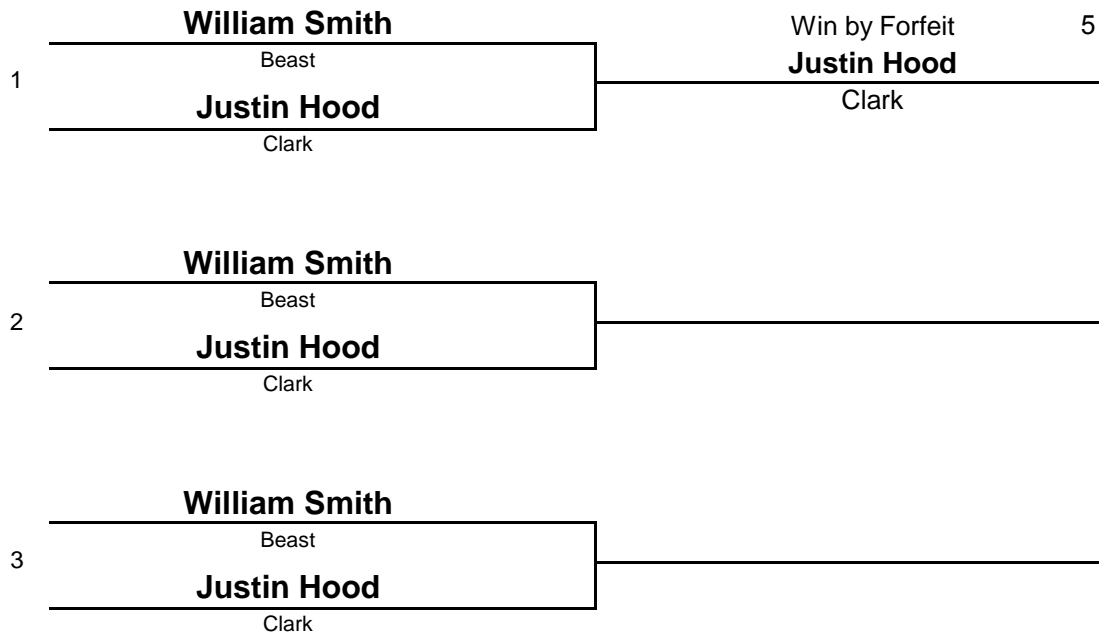 William Smith
Beast
1
Justin Hood
Clark
Win by Forfeit 5
Justin Hood
Clark
William Smith
Beast
2
Justin Hood
Clark
William Smith
Beast
3
Justin Hood
Clark